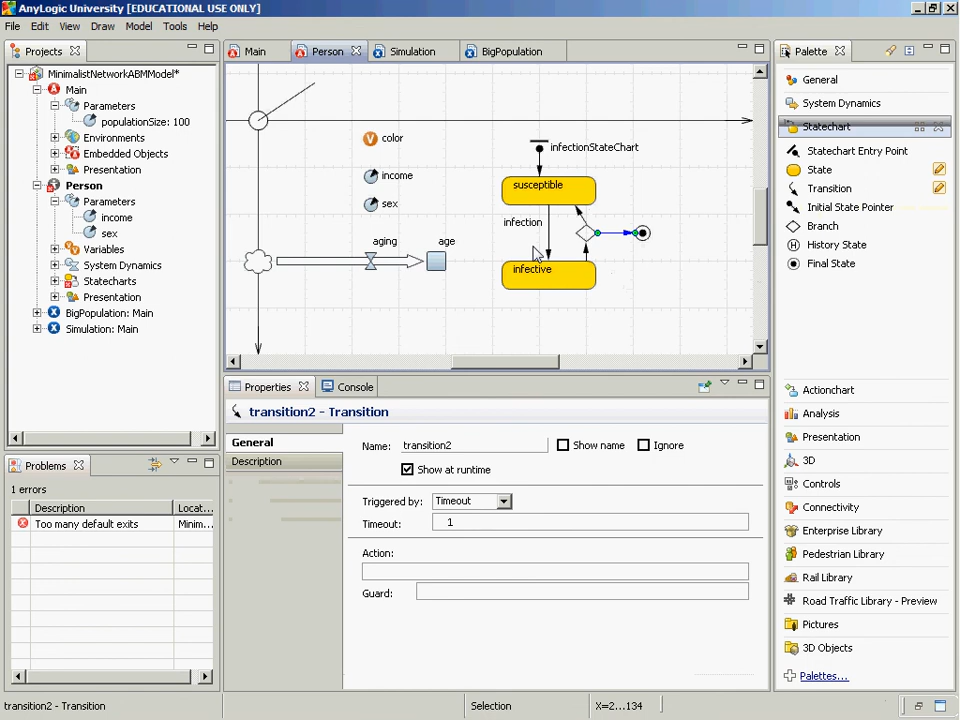 AnyLogic University [EDUCATIONAL USE ONLY]
File Edit View Draw Model Tools Help
Projects
MinimalistNetworkABMModel*
Main
Parameters
populationSize: 100
Environments
Embedded Objects
Presentation
Person
Parameters
income
sex
Variables
System Dynamics
Statecharts
Presentation
BigPopulation: Main
Simulation: Main
Problems
1 errors
Description Locat...
Too many default exits Minim...
Main Person Simulation BigPopulation
color
income
sex
aging age
infectionStateChart
susceptible
infection
infective
Properties Console
transition2 - Transition
General
Description
Name: transition2 Show name Ignore
Show at runtime
Triggered by: Timeout
Timeout: 1
Action:
Guard:
Palette
General
System Dynamics
Statechart
Statechart Entry Point
State
Transition
Initial State Pointer
Branch
History State
Final State
Actionchart
Analysis
Presentation
3D
Controls
Connectivity
Enterprise Library
Pedestrian Library
Rail Library
Road Traffic Library - Preview
Pictures
3D Objects
Palettes...
transition2 - Transition Selection X=2...134